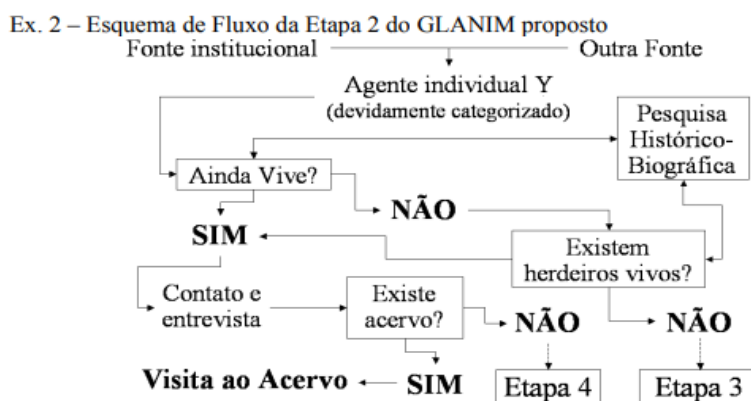 Ex. 2 – Esquema de Fluxo da Etapa 2 do GLANIM proposto
Fonte institucional
Outra Fonte
Agente individual Y
(devidamente categorizado)
Pesquisa
Histórico-
Biográfica
Ainda Vive?
NÃO
SIM
Existem
herdeiros vivos?
Contato e
entrevista
Existe
acervo?
NÃO
NÃO
Visita ao Acervo
SIM
Etapa 4
Etapa 3